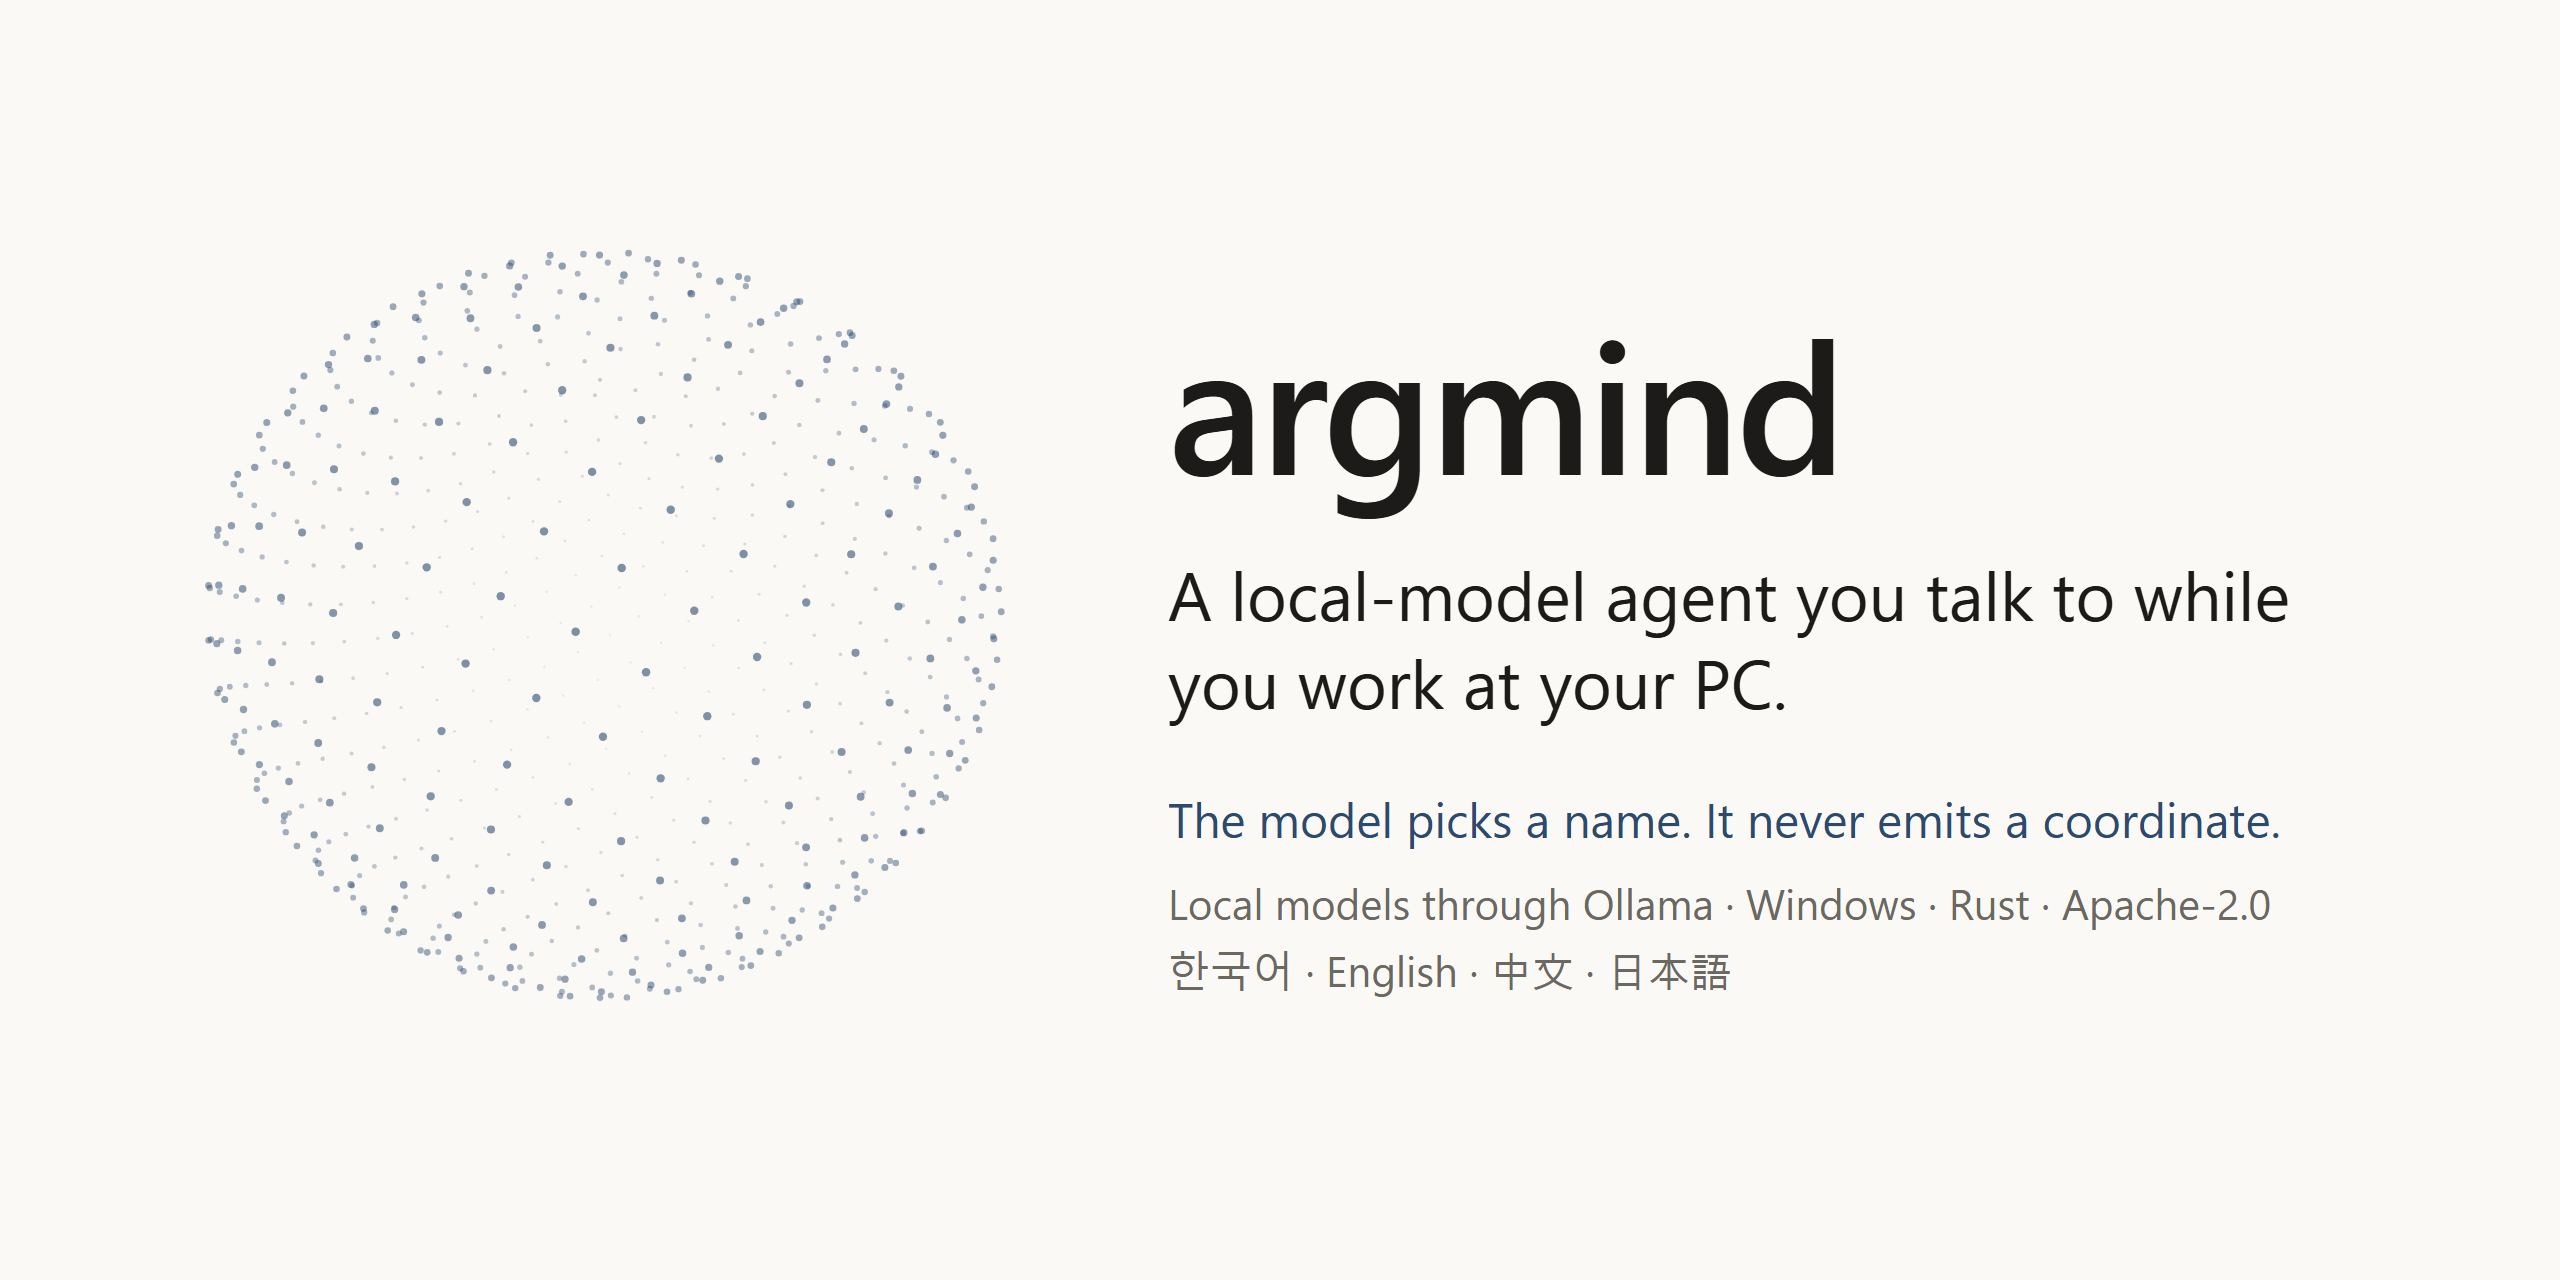 argmind
A local-model agent you talk to while
you work at your PC.
The model picks a name. It never emits a coordinate.
Local models through Ollama · Windows · Rust · Apache-2.0
한국어 · English · 中文 · 日本語